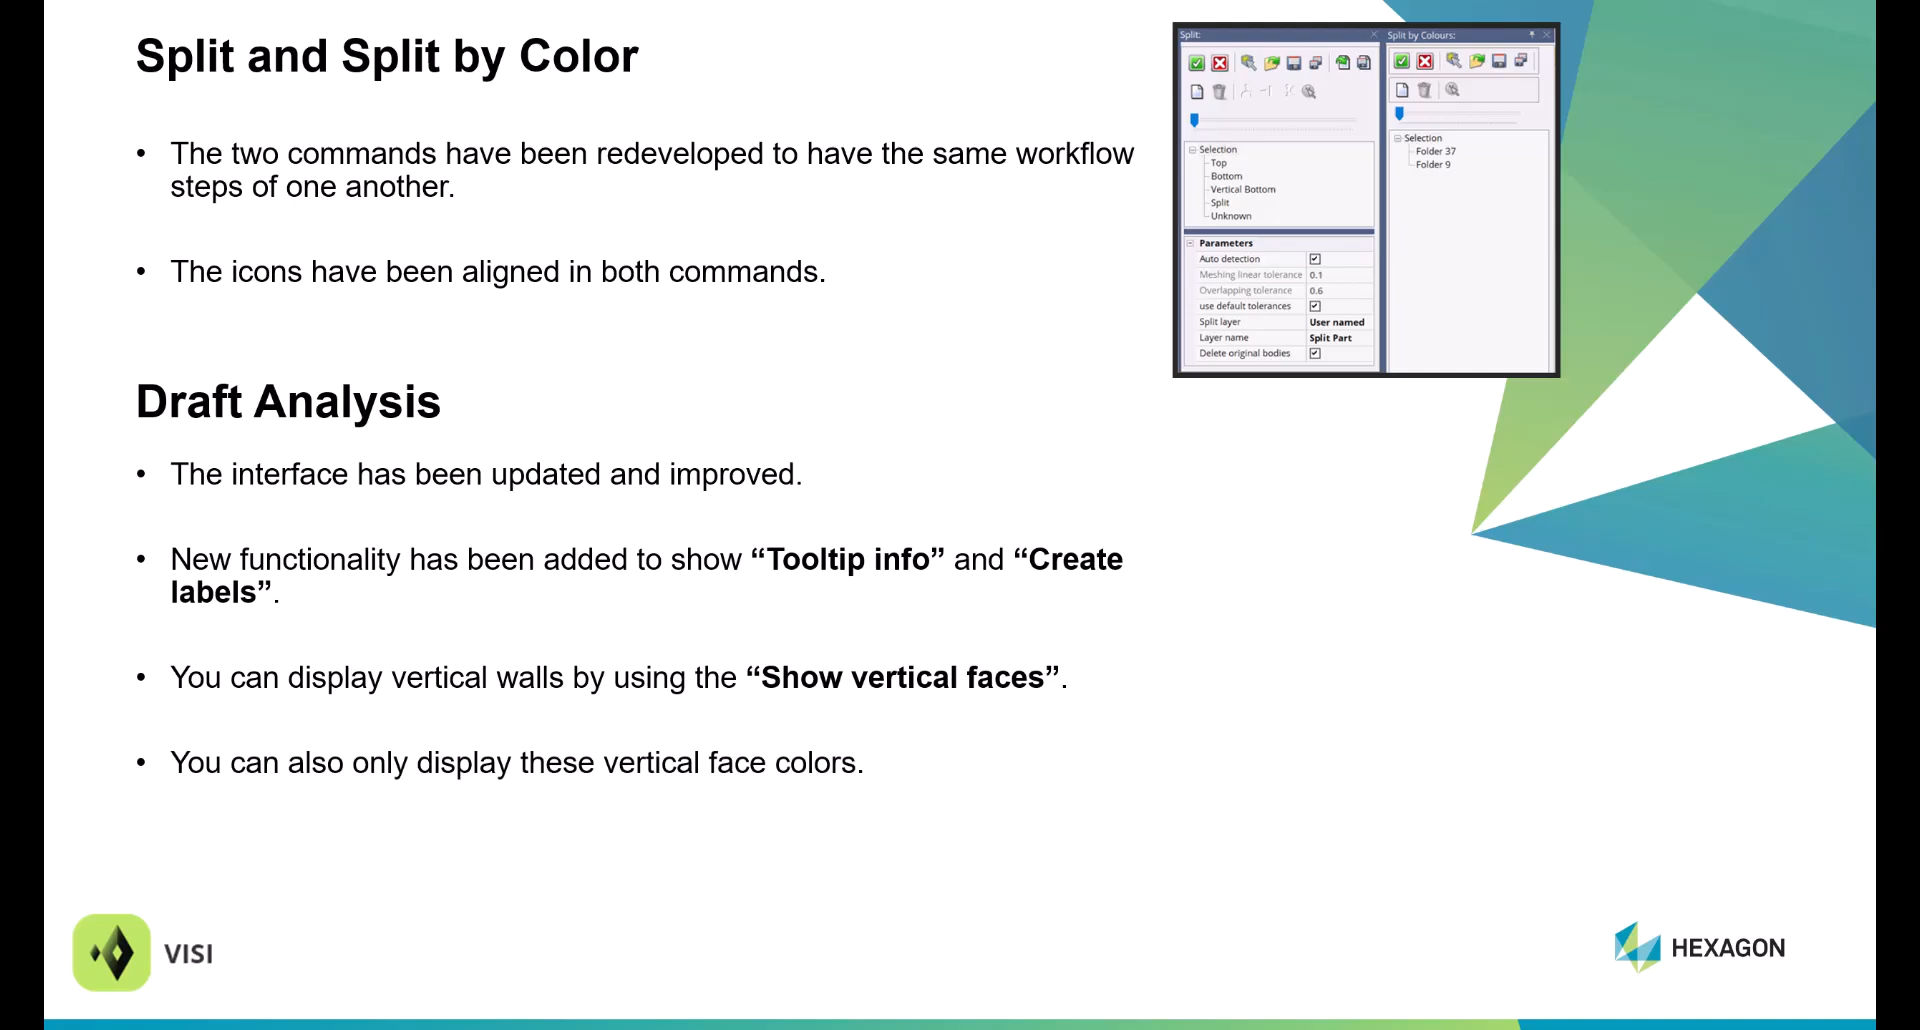 Split and Split by Color
• The two commands have been redeveloped to have the same workflow
steps of one another.
• The icons have been aligned in both commands.
Draft Analysis
• The interface has been updated and improved.
• New functionality has been added to show “Tooltip info” and “Create
labels”.
• You can display vertical walls by using the “Show vertical faces”.
• You can also only display these vertical face colors.
Split:
Selection
Top
Bottom
Vertical Bottom
Split
Unknown
Parameters
Auto detection
Meshing linear tolerance 0.1
Overlapping tolerance 0.6
use default tolerances
Split layer User named
Layer name Split Part
Delete original bodies
Split by Colours:
Selection
Folder 37
Folder 9
VISI
HEXAGON